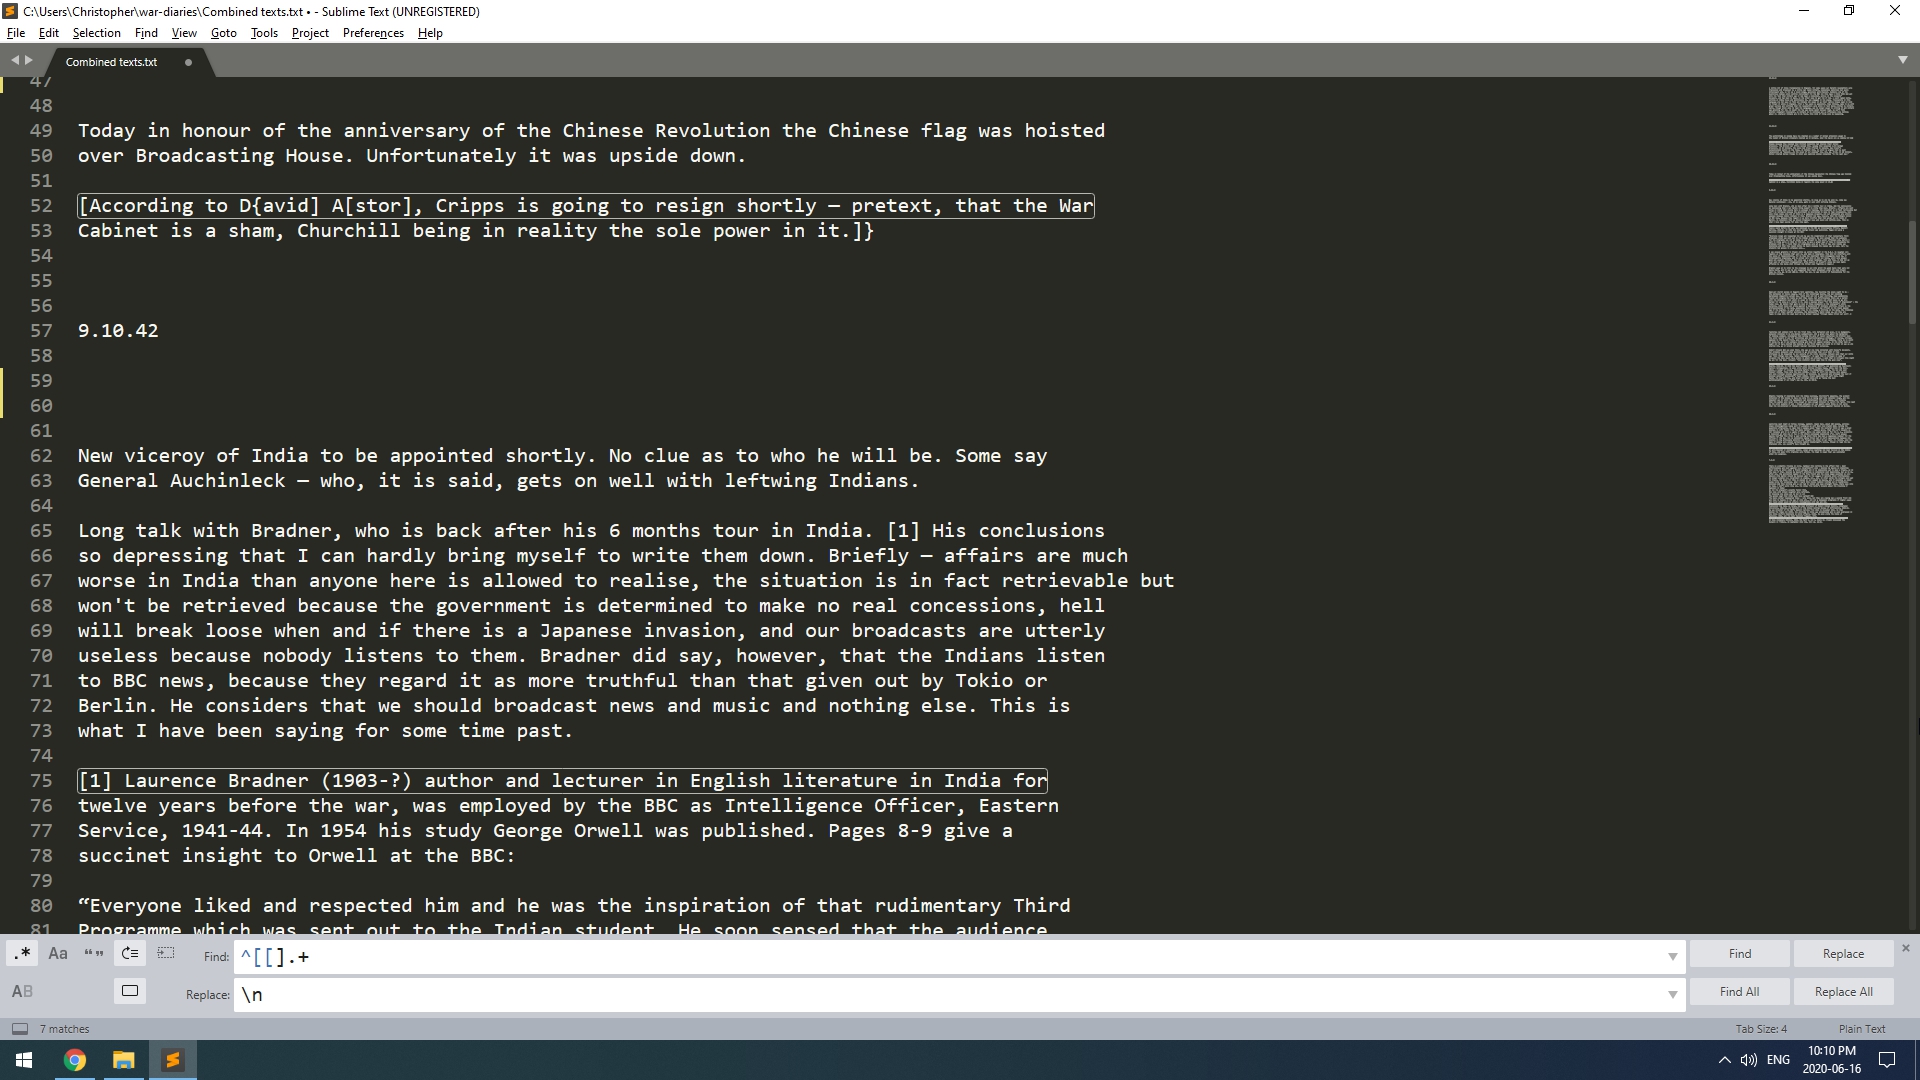 C:\Users\Christopher\war-diaries\Combined texts.txt • - Sublime Text (UNREGISTERED)
File Edit Selection Find View Goto Tools Project Preferences Help
Combined texts.txt
47
48
49 Today in honour of the anniversary of the Chinese Revolution the Chinese flag was hoisted
50 over Broadcasting House. Unfortunately it was upside down.
51
52 [According to D{avid] A[stor], Cripps is going to resign shortly — pretext, that the War
53 Cabinet is a sham, Churchill being in reality the sole power in it.]}
54
55
56
57 9.10.42
58
59
60
61
62 New viceroy of India to be appointed shortly. No clue as to who he will be. Some say
63 General Auchinleck — who, it is said, gets on well with leftwing Indians.
64
65 Long talk with Bradner, who is back after his 6 months tour in India. [1] His conclusions
66 so depressing that I can hardly bring myself to write them down. Briefly — affairs are much
67 worse in India than anyone here is allowed to realise, the situation is in fact retrievable but
68 won't be retrieved because the government is determined to make no real concessions, hell
69 will break loose when and if there is a Japanese invasion, and our broadcasts are utterly
70 useless because nobody listens to them. Bradner did say, however, that the Indians listen
71 to BBC news, because they regard it as more truthful than that given out by Tokio or
72 Berlin. He considers that we should broadcast news and music and nothing else. This is
73 what I have been saying for some time past.
74
75 [1] Laurence Bradner (1903-?) author and lecturer in English literature in India for
76 twelve years before the war, was employed by the BBC as Intelligence Officer, Eastern
77 Service, 1941-44. In 1954 his study George Orwell was published. Pages 8-9 give a
78 succinet insight to Orwell at the BBC:
79
80 “Everyone liked and respected him and he was the inspiration of that rudimentary Third
81 Programme which was sent out to the Indian student. He soon sensed that the audience
.* Aa “” Find: ^[[].+ Find Replace
AB Replace: \n Find All Replace All
7 matches Tab Size: 4 Plain Text
ENG 10:10 PM
2020-06-16